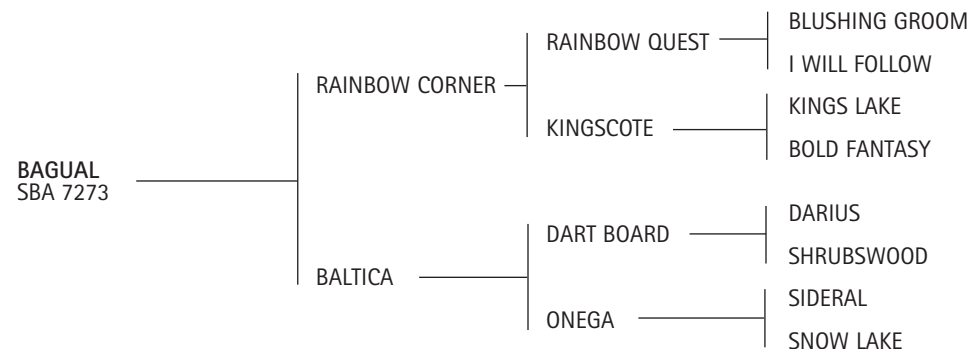 BAGUAL
SBA 7273
RAINBOW CORNER
BALTICA
RAINBOW QUEST
KINGSCOTE
DART BOARD
ONEGA
BLUSHING GROOM
I WILL FOLLOW
KINGS LAKE
BOLD FANTASY
DARIUS
SHRUBSWOOD
SIDERAL
SNOW LAKE